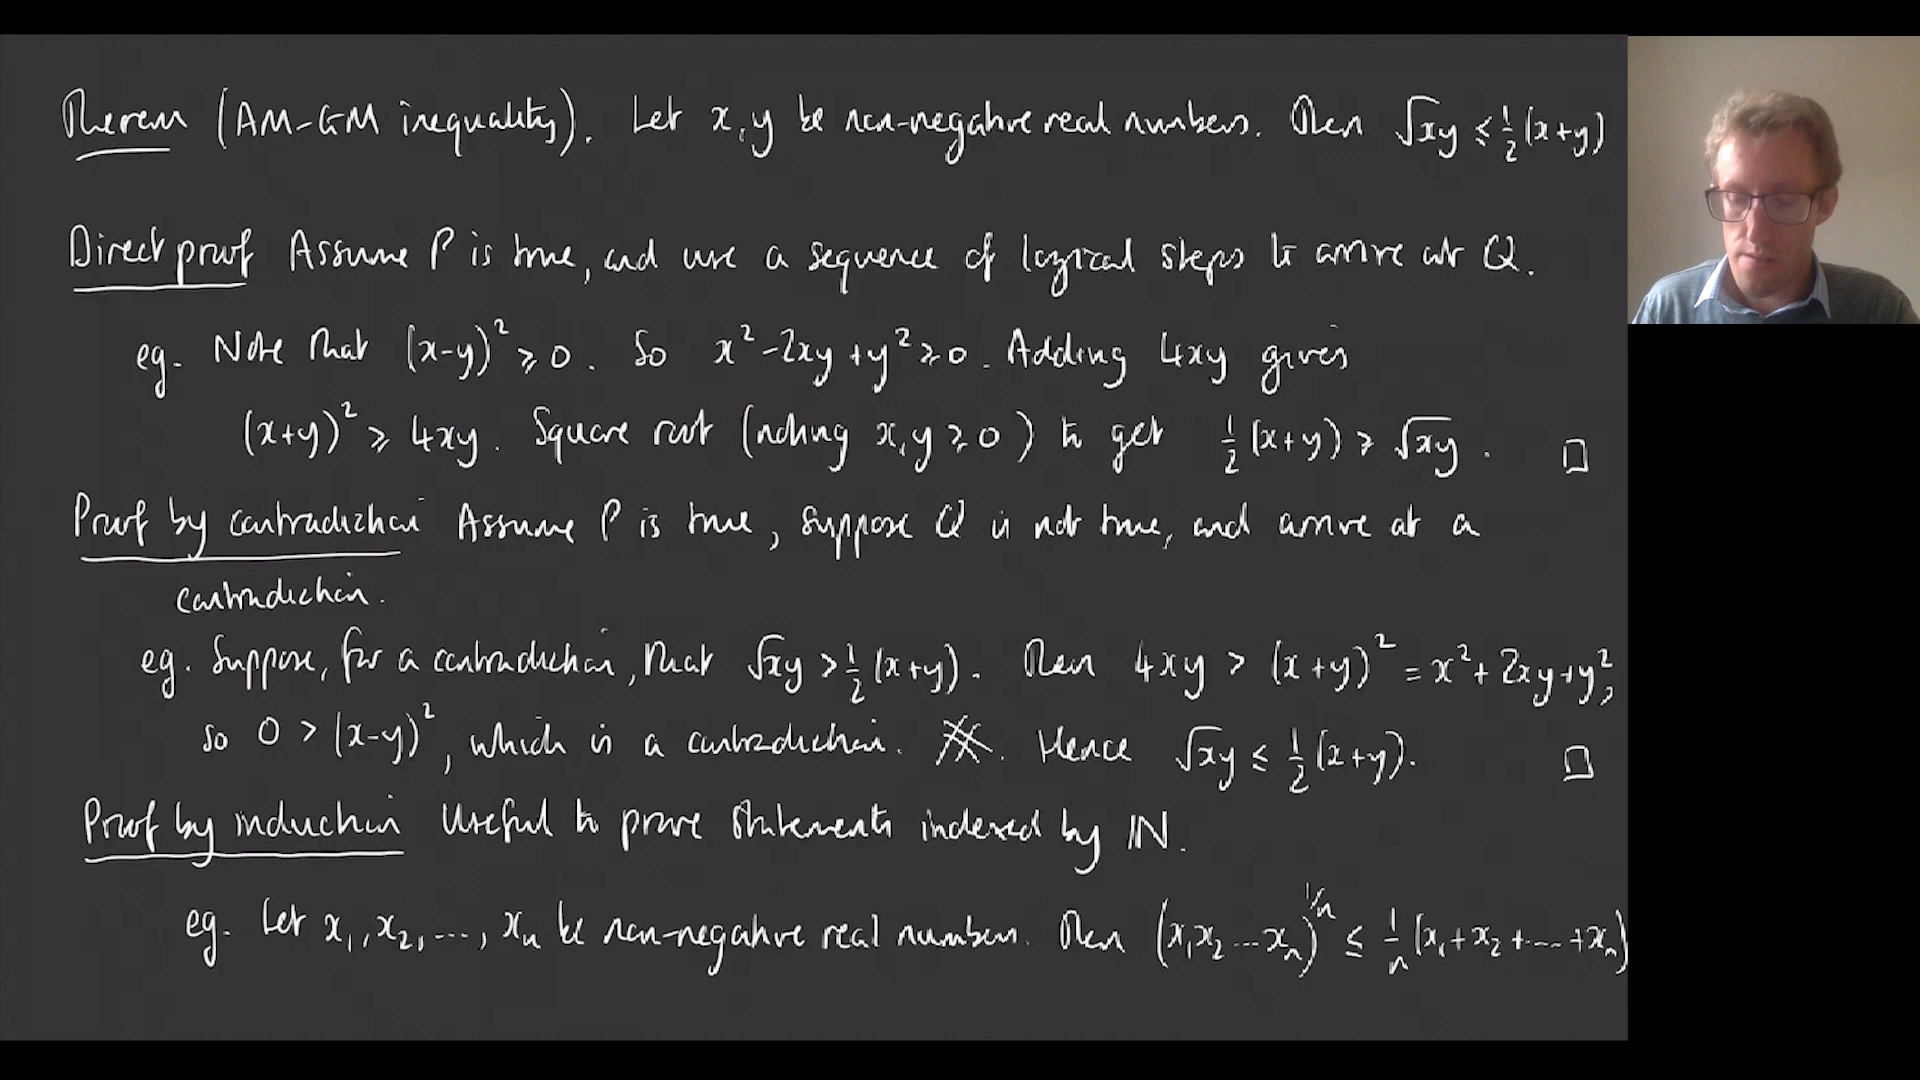 Theorem (AM-GM inequality). Let x,y be non-negative real numbers. Then √xy ≤ 1/2 (x+y)
Direct proof Assume P is true, and use a sequence of logical steps to arrive at Q.
eg. Note that (x-y)² ≥ 0. So x² - 2xy + y² ≥ 0. Adding 4xy gives
(x+y)² ≥ 4xy. Square root (noting x,y ≥ 0) to get 1/2 (x+y) ≥ √xy. □
Proof by contradiction Assume P is true, suppose Q is not true, and arrive at a
contradiction.
eg. Suppose, for a contradiction, that √xy > 1/2 (x+y). Then 4xy > (x+y)² = x² + 2xy + y²,
so 0 > (x-y)², which is a contradiction. ※. Hence √xy ≤ 1/2 (x+y). □
Proof by induction Useful to prove statements indexed by ℕ.
eg. Let x₁, x₂, ..., xₙ be non-negative real numbers. Then (x₁x₂...xₙ)^1/n ≤ 1/n (x₁+x₂+....+xₙ)